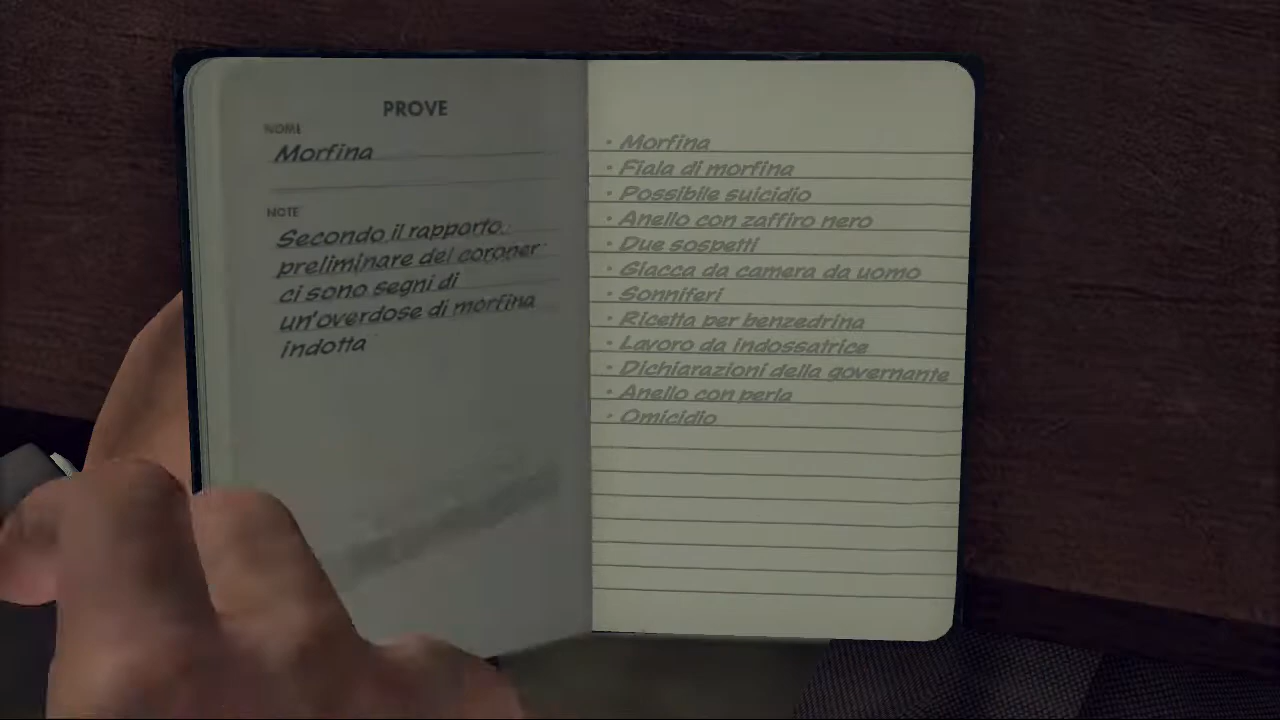 PROVE
NOME
Morfina
NOTE
Secondo il rapporto
preliminare del coroner
ci sono segni di
un'overdose di morfina
indotta
• Morfina
• Fiala di morfina
• Possibile suicidio
• Anello con zaffiro nero
• Due sospetti
• Giacca da camera da uomo
• Sonniferi
• Ricetta per benzedrina
• Lavoro da indossatrice
• Dichiarazioni della governante
• Anello con perla
• Omicidio